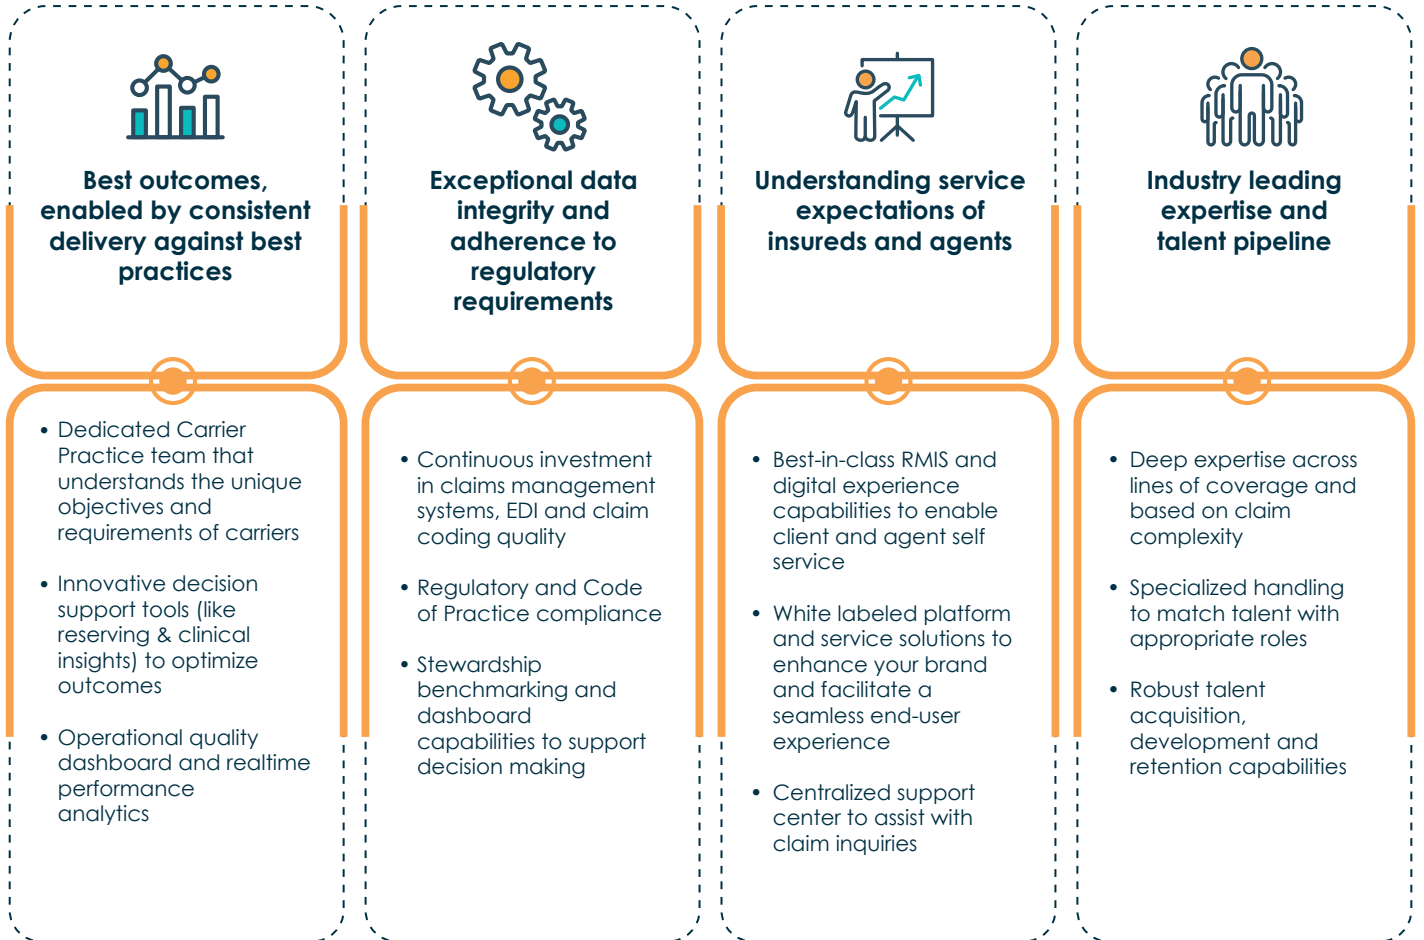 Best outcomes,
enabled by consistent
delivery against best
practices
• Dedicated Carrier
Practice team that
understands the unique
objectives and
requirements of carriers
• Innovative decision
support tools (like
reserving & clinical
insights) to optimize
outcomes
• Operational quality
dashboard and realtime
performance
analytics
Exceptional data
integrity and
adherence to
regulatory
requirements
• Continuous investment
in claims management
systems, EDI and claim
coding quality
• Regulatory and Code
of Practice compliance
• Stewardship
benchmarking and
dashboard
capabilities to support
decision making
Understanding service
expectations of
insureds and agents
• Best-in-class RMIS and
digital experience
capabilities to enable
client and agent self
service
• White labeled platform
and service solutions to
enhance your brand
and facilitate a
seamless end-user
experience
• Centralized support
center to assist with
claim inquiries
Industry leading
expertise and
talent pipeline
• Deep expertise across
lines of coverage and
based on claim
complexity
• Specialized handling
to match talent with
appropriate roles
• Robust talent
acquisition,
development and
retention capabilities